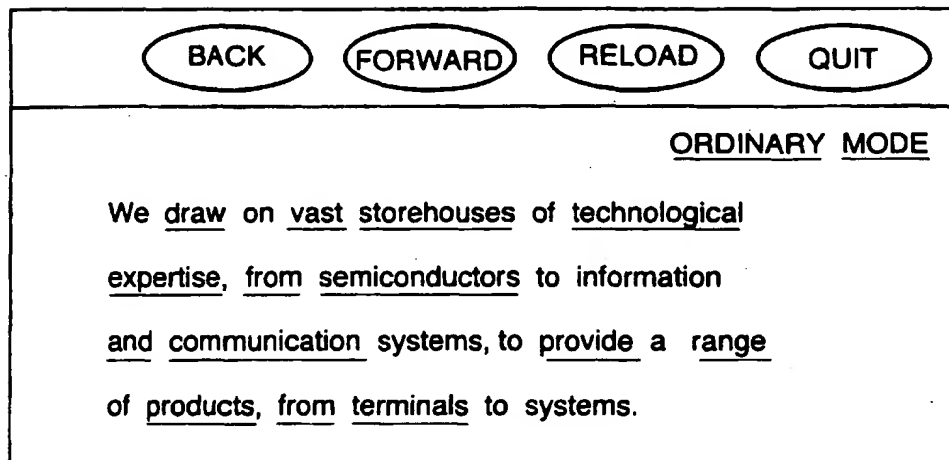 BACK FORWARD RELOAD QUIT
ORDINARY MODE
We draw on vast storehouses of technological
expertise, from semiconductors to information
and communication systems, to provide a range
of products, from terminals to systems.